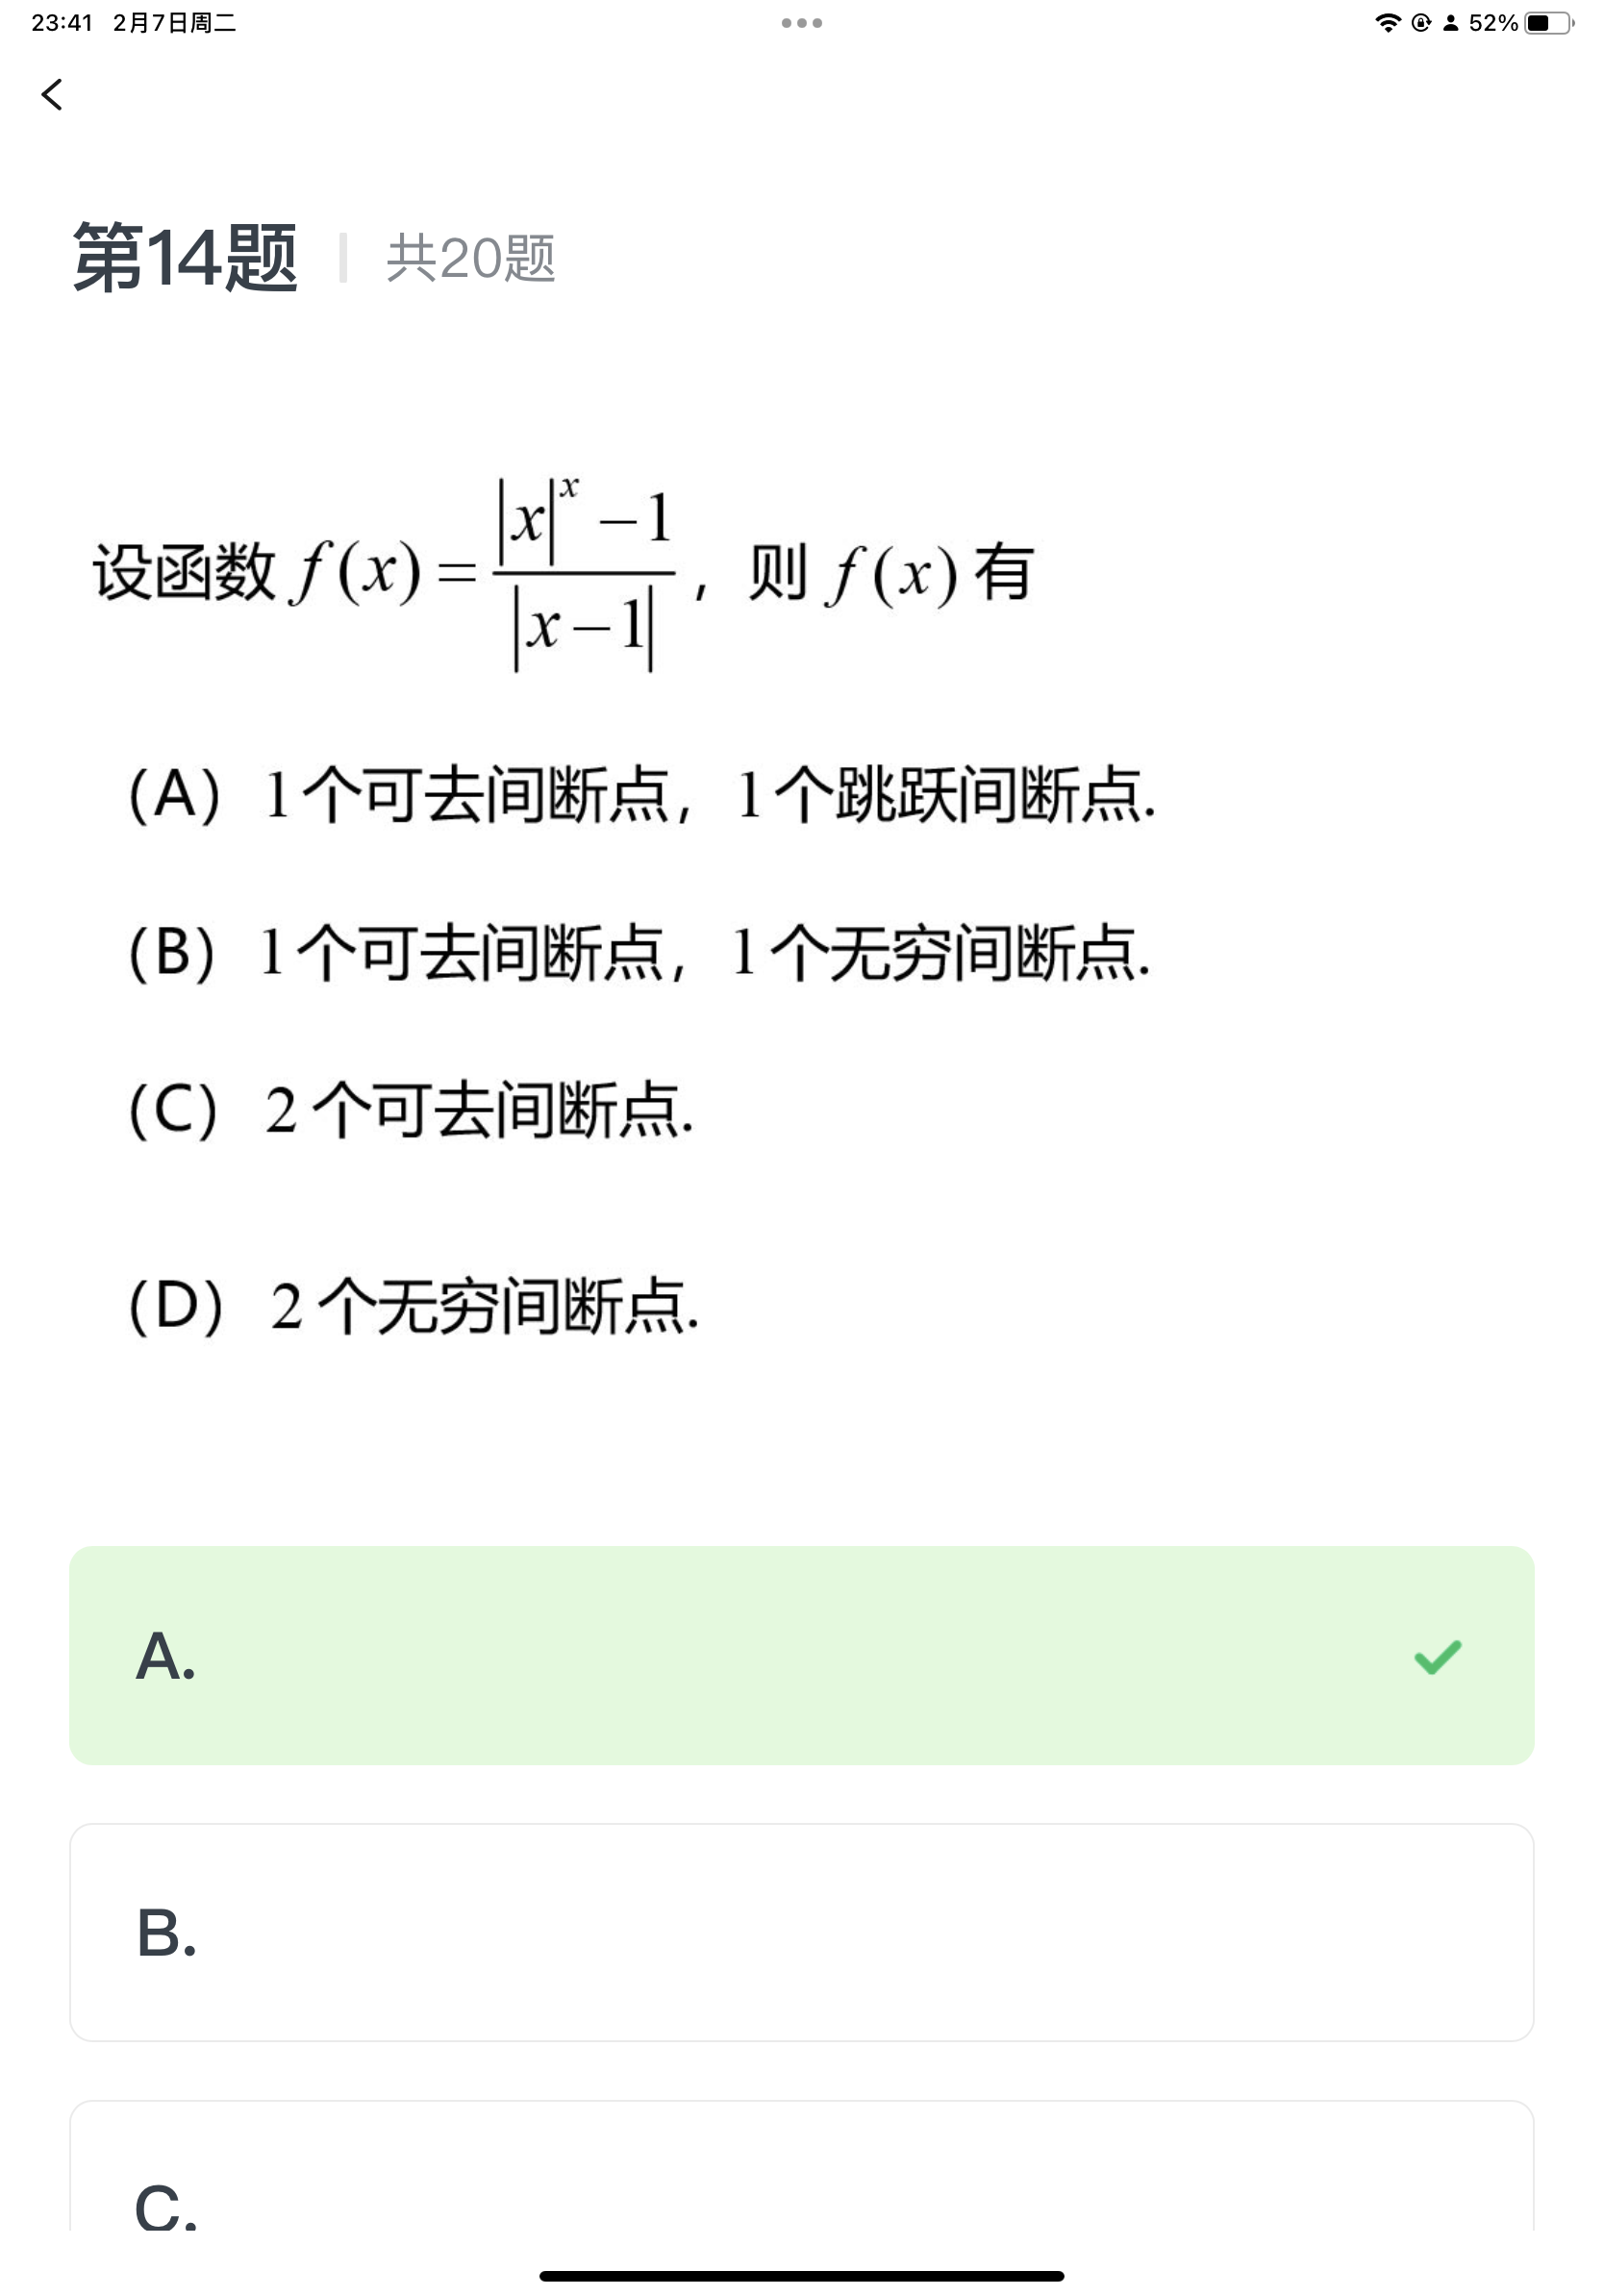 23:41 2月7日周二
52%
第14题 共20题
设函数 f(x) = \frac{|x|^x - 1}{|x-1|}，则 f(x) 有
(A) 1个可去间断点，1个跳跃间断点.
(B) 1个可去间断点，1个无穷间断点.
(C) 2个可去间断点.
(D) 2个无穷间断点.
A.
B.
C.